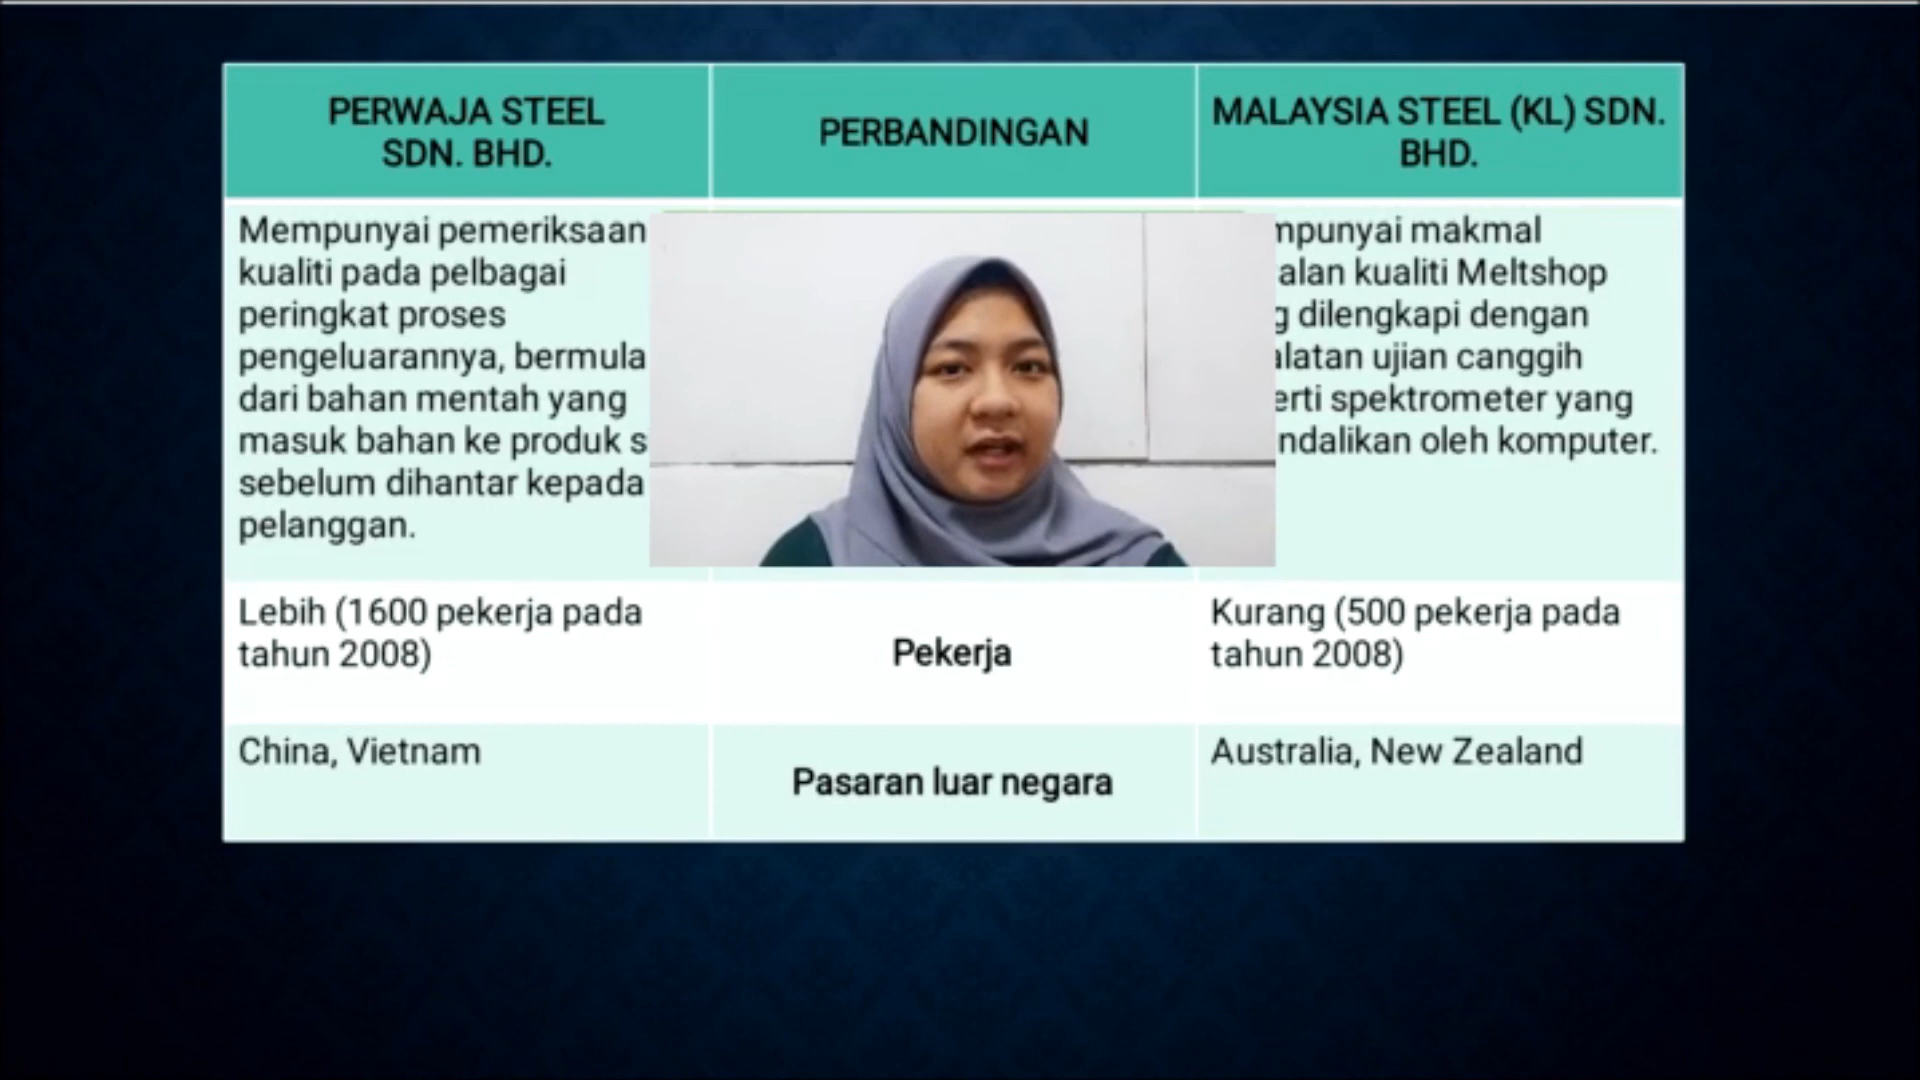 PERWAJA STEEL
SDN. BHD.
PERBANDINGAN
MALAYSIA STEEL (KL) SDN.
BHD.
Mempunyai pemeriksaan
kualiti pada pelbagai
peringkat proses
pengeluarannya, bermula
dari bahan mentah yang
masuk bahan ke produk
sebelum dihantar kepada
pelanggan.
makmal
kualiti Meltshop
dilengkapi dengan
ujian canggih
spektrometer yang
oleh komputer.
Lebih (1600 pekerja pada
tahun 2008)
Pekerja
Kurang (500 pekerja pada
tahun 2008)
China, Vietnam
Pasaran luar negara
Australia, New Zealand